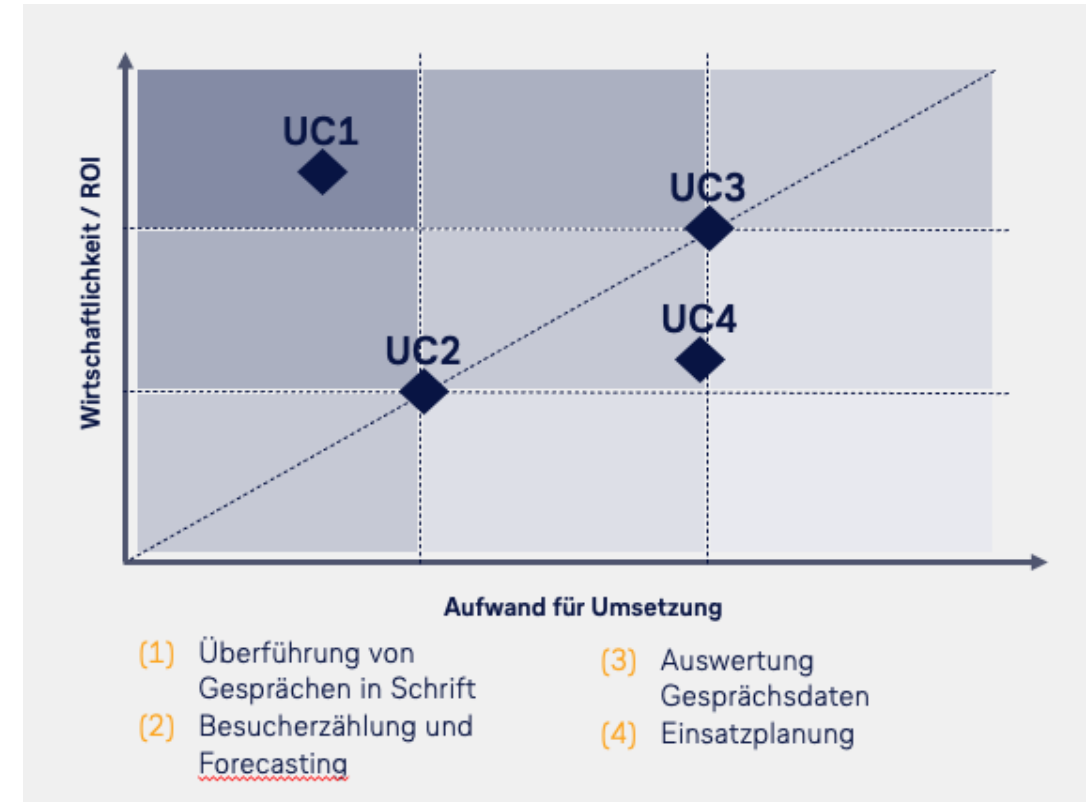 UC1
UC3
UC4
UC2
Wirtschaftlichkeit / ROI
Aufwand für Umsetzung
(1) Überführung von
Gesprächen in Schrift
(2) Besucherzählung und
Forecasting
(3) Auswertung
Gesprächsdaten
(4) Einsatzplanung